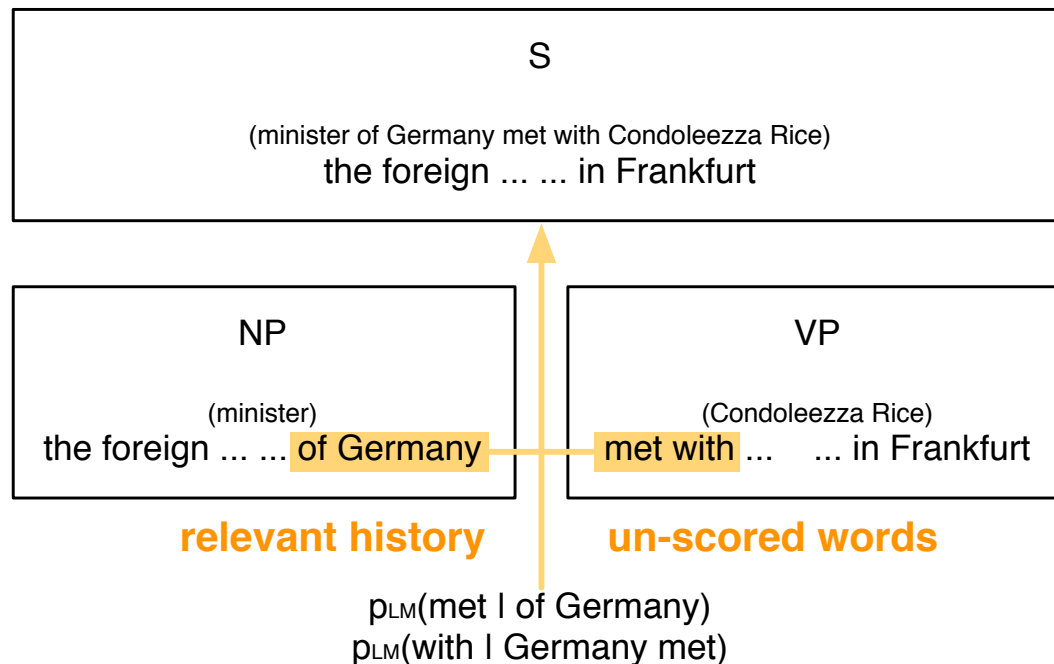 S
(minister of Germany met with Condoleezza Rice)
the foreign ... ... in Frankfurt
NP
(minister)
the foreign ... ... of Germany
VP
(Condoleezza Rice)
met with ... ... in Frankfurt
relevant history
un-scored words
pLM(met | of Germany)
pLM(with | Germany met)